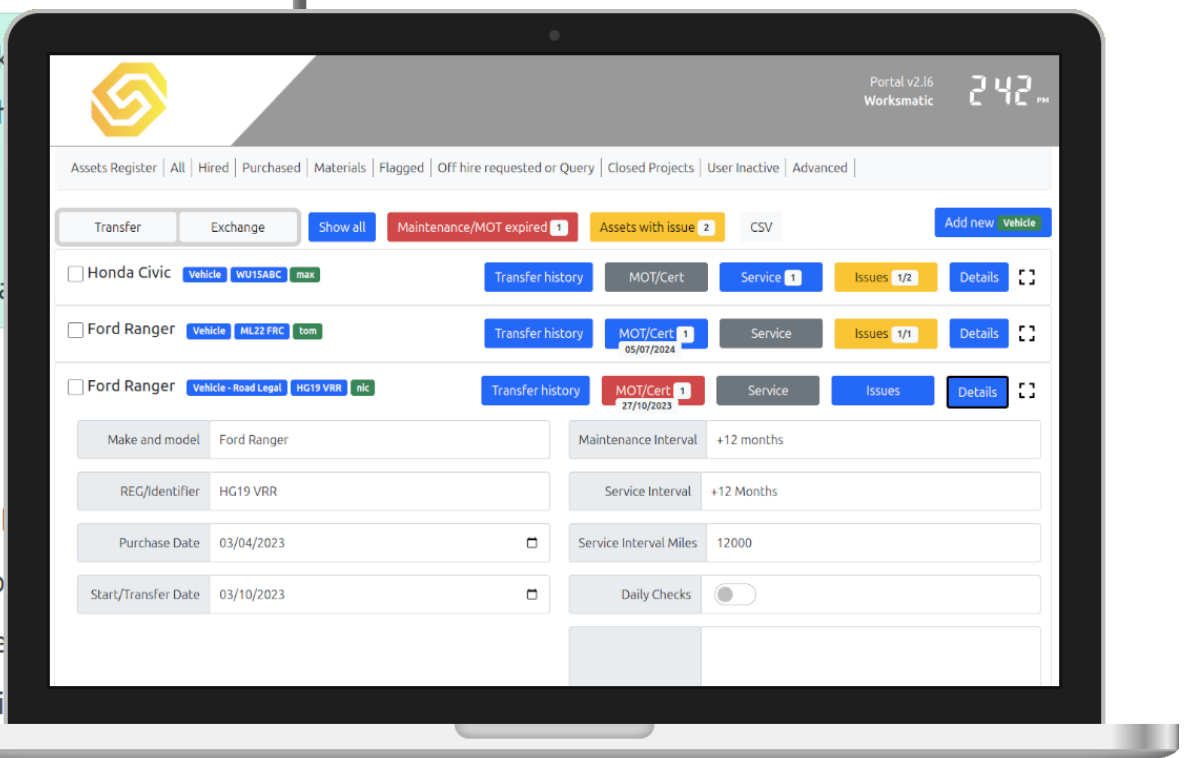 Portal v2.l6
Worksmatic
2 42 PM
Assets Register | All | Hired | Purchased | Materials | Flagged | Off hire requested or Query | Closed Projects | User Inactive | Advanced |
Transfer Exchange Show all Maintenance/MOT expired 1 Assets with issue 2 CSV Add new Vehicle
Honda Civic Vehicle WU15ABC max Transfer history MOT/Cert Service 1 Issues 1/2 Details
Ford Ranger Vehicle ML22 FRC tom Transfer history MOT/Cert 1 Service Issues 1/1 Details
05/07/2024
Ford Ranger Vehicle - Road Legal HG19 VRR nic Transfer history MOT/Cert 1 Service Issues Details
27/10/2023
Make and model Ford Ranger Maintenance Interval +12 months
REG/Identifier HG19 VRR Service Interval +12 Months
Purchase Date 03/04/2023 Service Interval Miles 12000
Start/Transfer Date 03/10/2023 Daily Checks